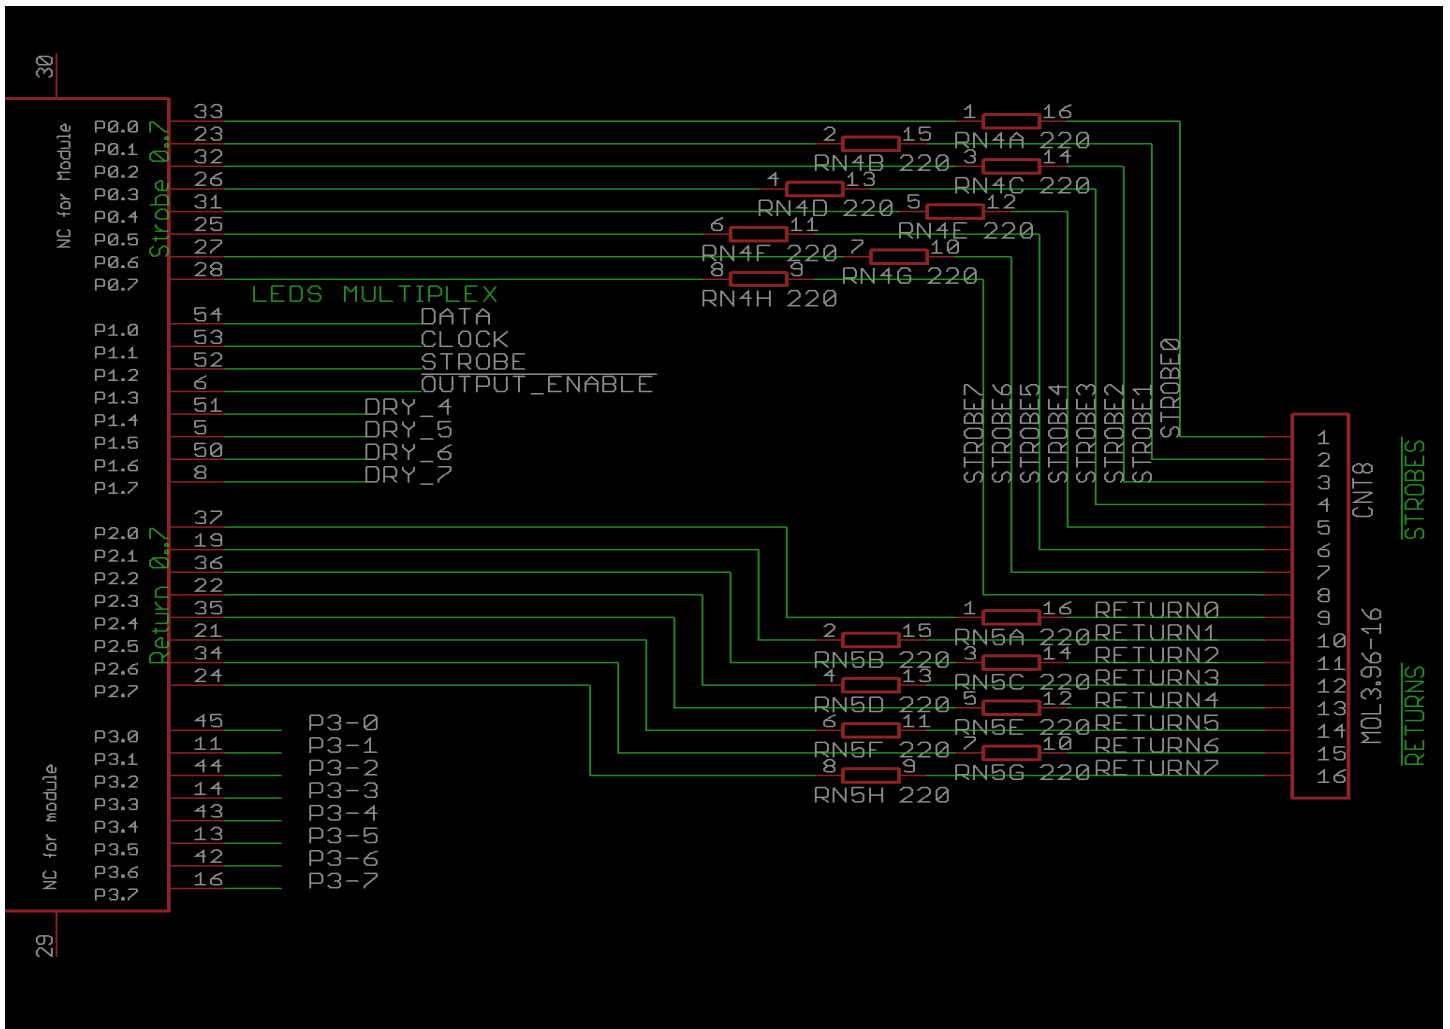 30
NC for Module
Strobe 0..7
P0.0 33
P0.1 23
P0.2 32
P0.3 26
P0.4 31
P0.5 25
P0.6 27
P0.7 28
1 16
RN4A 220
2 15
RN4B 220
3 14
RN4C 220
4 13
RN4D 220
5 12
RN4E 220
6 11
RN4F 220
7 10
RN4G 220
8 9
RN4H 220
LEDS MULTIPLEX
P1.0 54 DATA
P1.1 53 CLOCK
P1.2 52 STROBE
P1.3 6 OUTPUT_ENABLE
P1.4 51 DRY_4
P1.5 5 DRY_5
P1.6 50 DRY_6
P1.7 8 DRY_7
STROBE7
STROBE6
STROBE5
STROBE4
STROBE3
STROBE2
STROBE1
STROBE0
Return 0..7
P2.0 37
P2.1 19
P2.2 36
P2.3 22
P2.4 35
P2.5 21
P2.6 34
P2.7 24
1 16 RETURN0
RN5A 220
2 15 RETURN1
RN5B 220
3 14 RETURN2
RN5C 220
4 13 RETURN3
RN5D 220
5 12 RETURN4
RN5E 220
6 11 RETURN5
RN5F 220
7 10 RETURN6
RN5G 220
8 9 RETURN7
RN5H 220
1
2
3
4
5
6
7
8
9
10
11
12
13
14
15
16
CNT8
MOL3.96-16
STROBES
RETURNS
NC for module
P3.0 45 P3-0
P3.1 11 P3-1
P3.2 44 P3-2
P3.3 14 P3-3
P3.4 43 P3-4
P3.5 13 P3-5
P3.6 42 P3-6
P3.7 16 P3-7
29